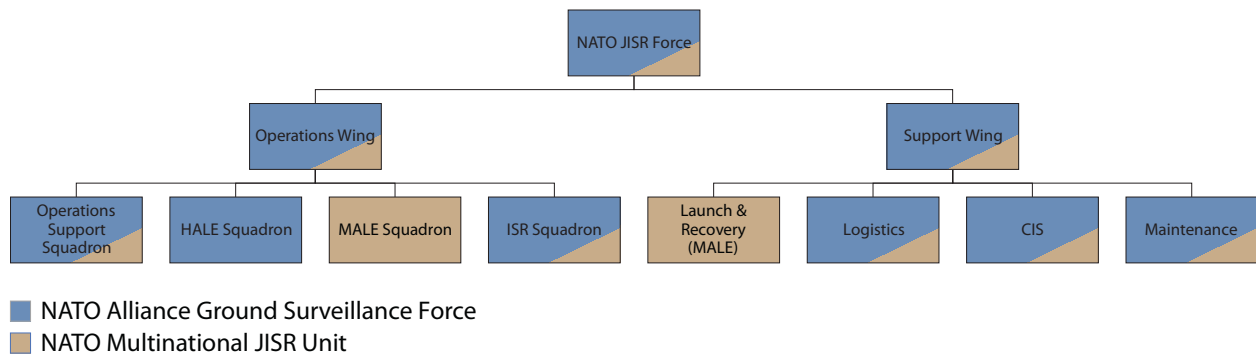 NATO JISR Force
Operations Wing
Support Wing
Operations
Support
Squadron
HALE Squadron
MALE Squadron
ISR Squadron
Launch &
Recovery
(MALE)
Logistics
CIS
Maintenance
NATO Alliance Ground Surveillance Force
NATO Multinational JISR Unit